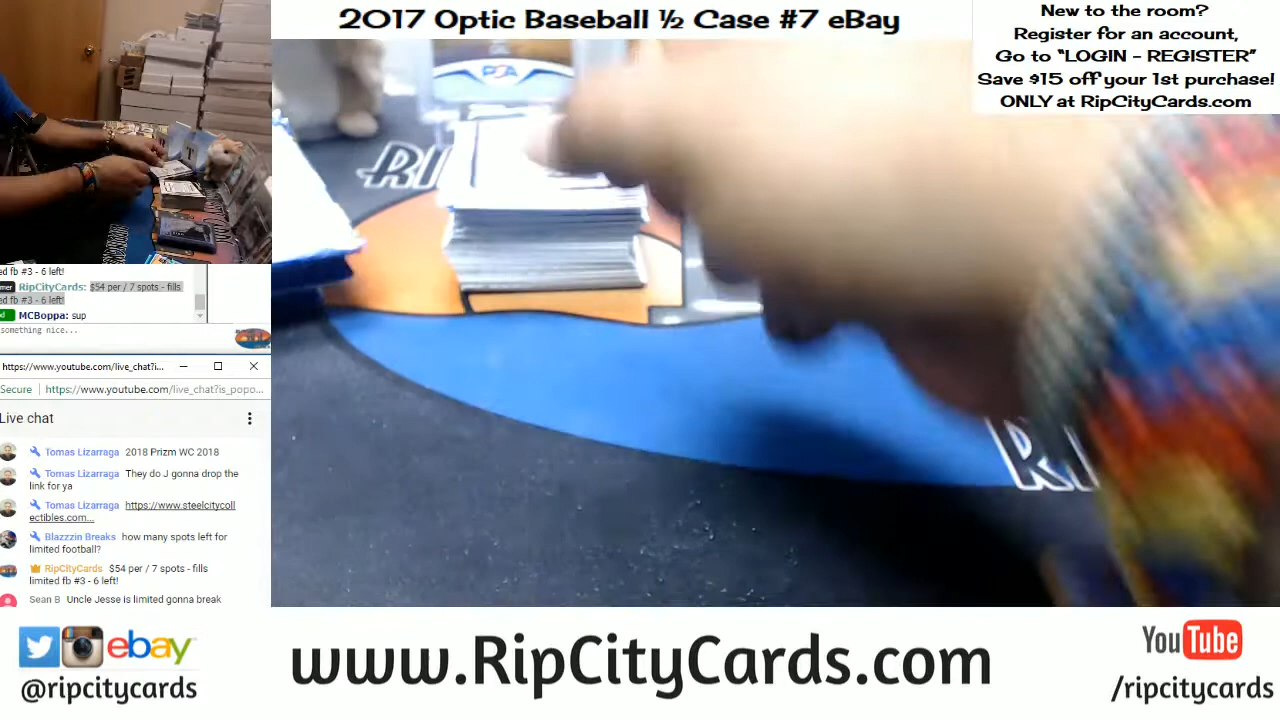 2017 Optic Baseball ½ Case #7 eBay
New to the room?
Register for an account,
Go to “LOGIN - REGISTER”
Save $15 off your 1st purchase!
ONLY at RipCityCards.com
PSA
RI
RI
ed fb #3 - 6 left!
mer RipCityCards: $54 per / 7 spots - fills
ed fb #3 - 6 left!
d MCBoppa: sup
something nice...
https://www.youtube.com/live_chat?i...
Secure https://www.youtube.com/live_chat?is_popo...
Live chat
Tomas Lizarraga 2018 Prizm WC 2018
Tomas Lizarraga They do J gonna drop the
link for ya
Tomas Lizarraga https://www.steelcitycoll
ectibles.com...
Blazzzin Breaks how many spots left for
limited football?
RipCityCards $54 per / 7 spots - fills
limited fb #3 - 6 left!
Sean B Uncle Jesse is limited gonna break
ebay
@ripcitycards
www.RipCityCards.com
YouTube
/ripcitycards